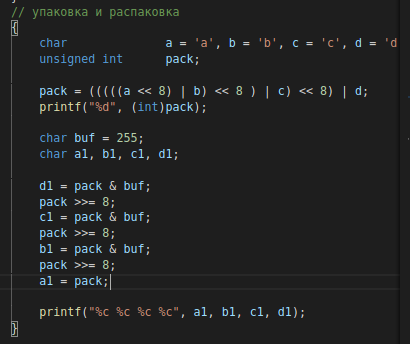 // упаковка и распаковка
{
char a = 'a', b = 'b', c = 'c', d = 'd
unsigned int pack;
pack = (((((a << 8) | b) << 8 ) | c) << 8) | d;
printf("%d", (int)pack);
char buf = 255;
char a1, b1, c1, d1;
d1 = pack & buf;
pack >>= 8;
c1 = pack & buf;
pack >>= 8;
b1 = pack & buf;
pack >>= 8;
a1 = pack;
printf("%c %c %c %c", a1, b1, c1, d1);
}